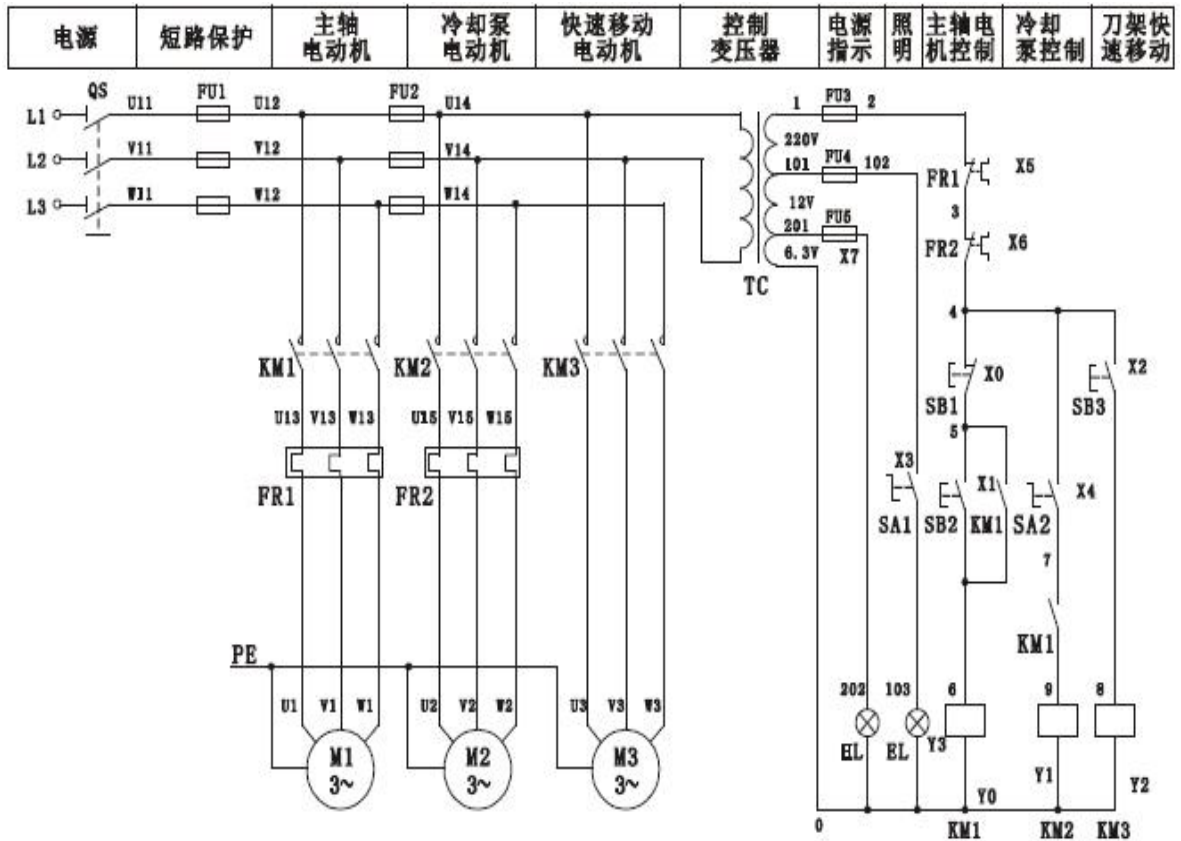 电源
短路保护
主轴
电动机
冷却泵
电动机
快速移动
电动机
控制
变压器
电源
指示
照
明
主轴电
机控制
冷却
泵控制
刀架快
速移动
QS
U11
FU1
U12
FU2
U14
1
FU3
2
L1
V11
V12
V14
220V
101
FU4
102
L2
W11
W12
W14
12V
201
FU5
L3
6.3V
X7
TC
FR1
X5
3
FR2
X6
4
KM1
KM2
KM3
X0
SB1
5
SB3
X2
U13
V13
W13
U15
V15
W15
FR1
FR2
X3
SA1
SB2
X1
KM1
SA2
X4
7
KM1
PE
U1
V1
W1
U2
V2
W2
U3
V3
W3
202
103
6
9
8
M1
3~
M2
3~
M3
3~
EL
EL
Y3
Y0
Y1
Y2
0
KM1
KM2
KM3